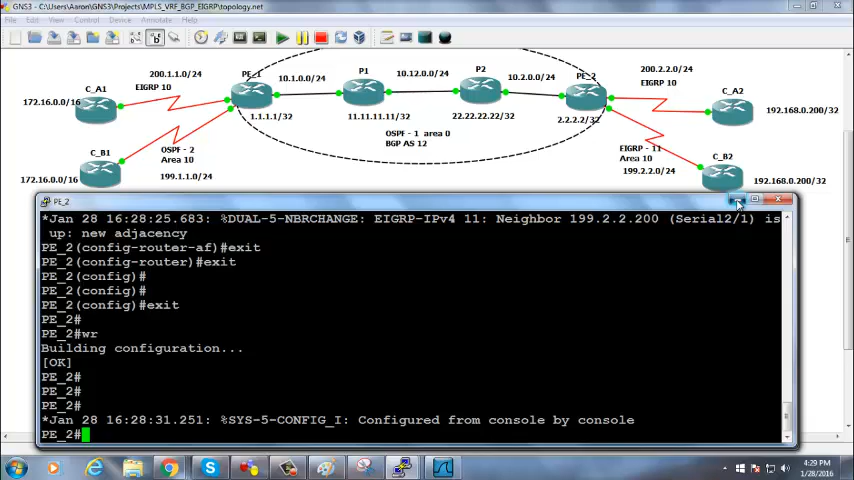 GNS3 - C:\Users\Aaron\GNS3\MPLS_VRF_BGP_EIGRP\topology.net
File Edit View Control Device Annotate Help
C_A1
172.16.0.0/16
200.1.1.0/24
EIGRP 10
PE_1
10.1.0.0/24
P1
10.12.0.0/24
P2
10.2.0.0/24
PE_2
200.2.2.0/24
EIGRP 10
C_A2
192.168.0.200/32
1.1.1.1/32
11.11.11.11/32
22.22.22.22/32
2.2.2.2/32
OSPF - 1 area 0
BGP AS 12
C_B1
172.16.0.0/16
OSPF - 2
Area 10
199.1.1.0/24
EIGRP - 11
Area 10
199.2.2.0/24
C_B2
192.168.0.200/32
PE_2
*Jan 28 16:28:25.683: %DUAL-5-NBRCHANGE: EIGRP-IPv4 11: Neighbor 199.2.2.200 (Serial2/1) is
up: new adjacency
PE_2(config-router-af)#exit
PE_2(config-router)#exit
PE_2(config)#
PE_2(config)#
PE_2(config)#exit
PE_2#
PE_2#wr
Building configuration...
[OK]
PE_2#
PE_2#
PE_2#
*Jan 28 16:28:31.251: %SYS-5-CONFIG_I: Configured from console by console
PE_2#
4:29 PM
1/28/2016